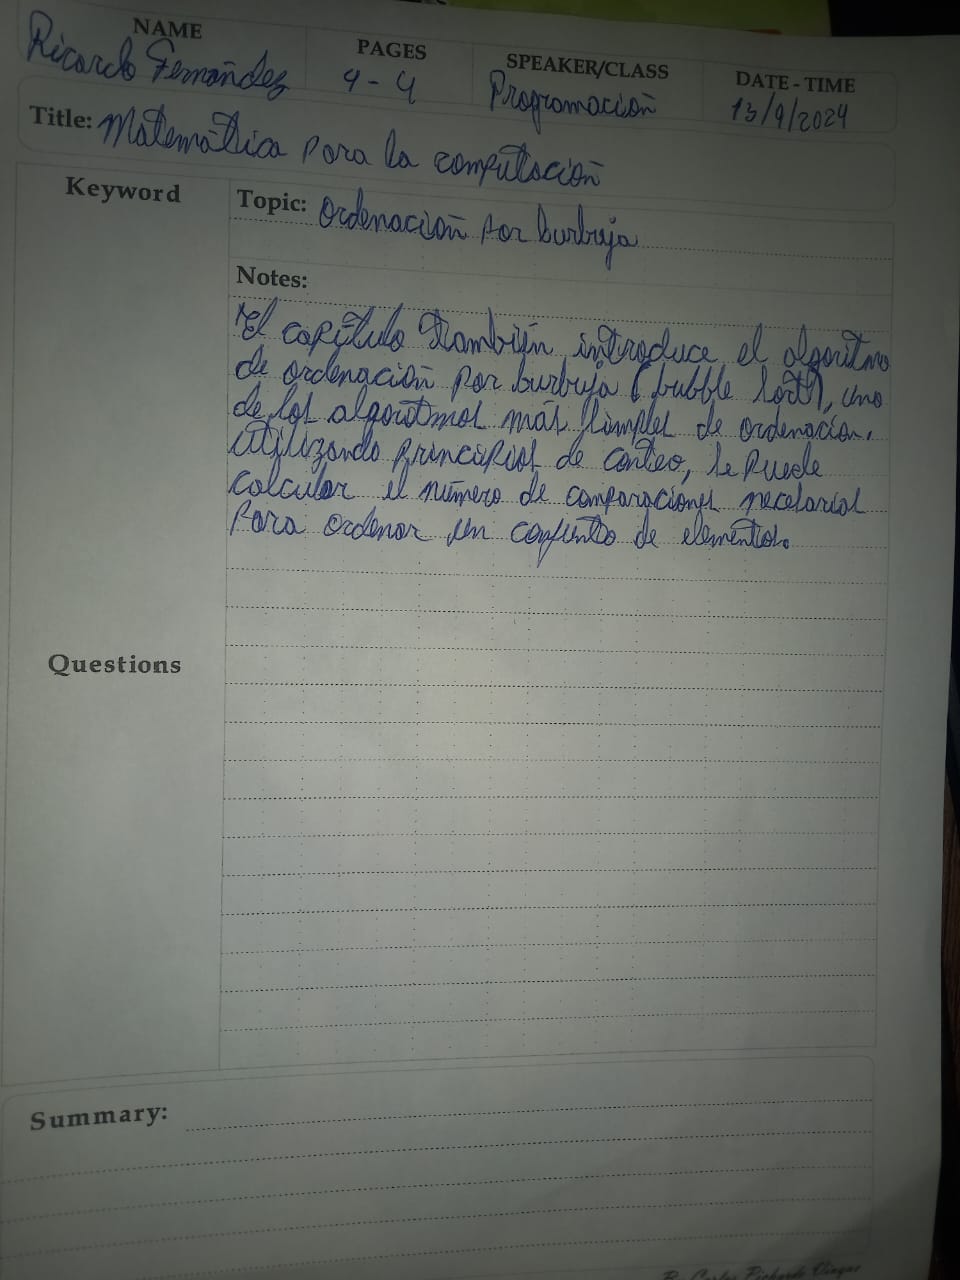 NAME PAGES SPEAKER/CLASS DATE - TIME
Ricardo Fernández 4 - 4 Programación 13/9/2024
Title: Matemática para la computación
Keyword
Topic: Ordenación por burbuja
Notes:
El capítulo también introduce el algoritmo
de ordenación por burbuja (bubble sort), uno
de los algoritmos más simples de ordenación.
utilizando principios de conteo, se puede
calcular el número de comparaciones necesarias
para ordenar un conjunto de elementos.
Questions
Summary: